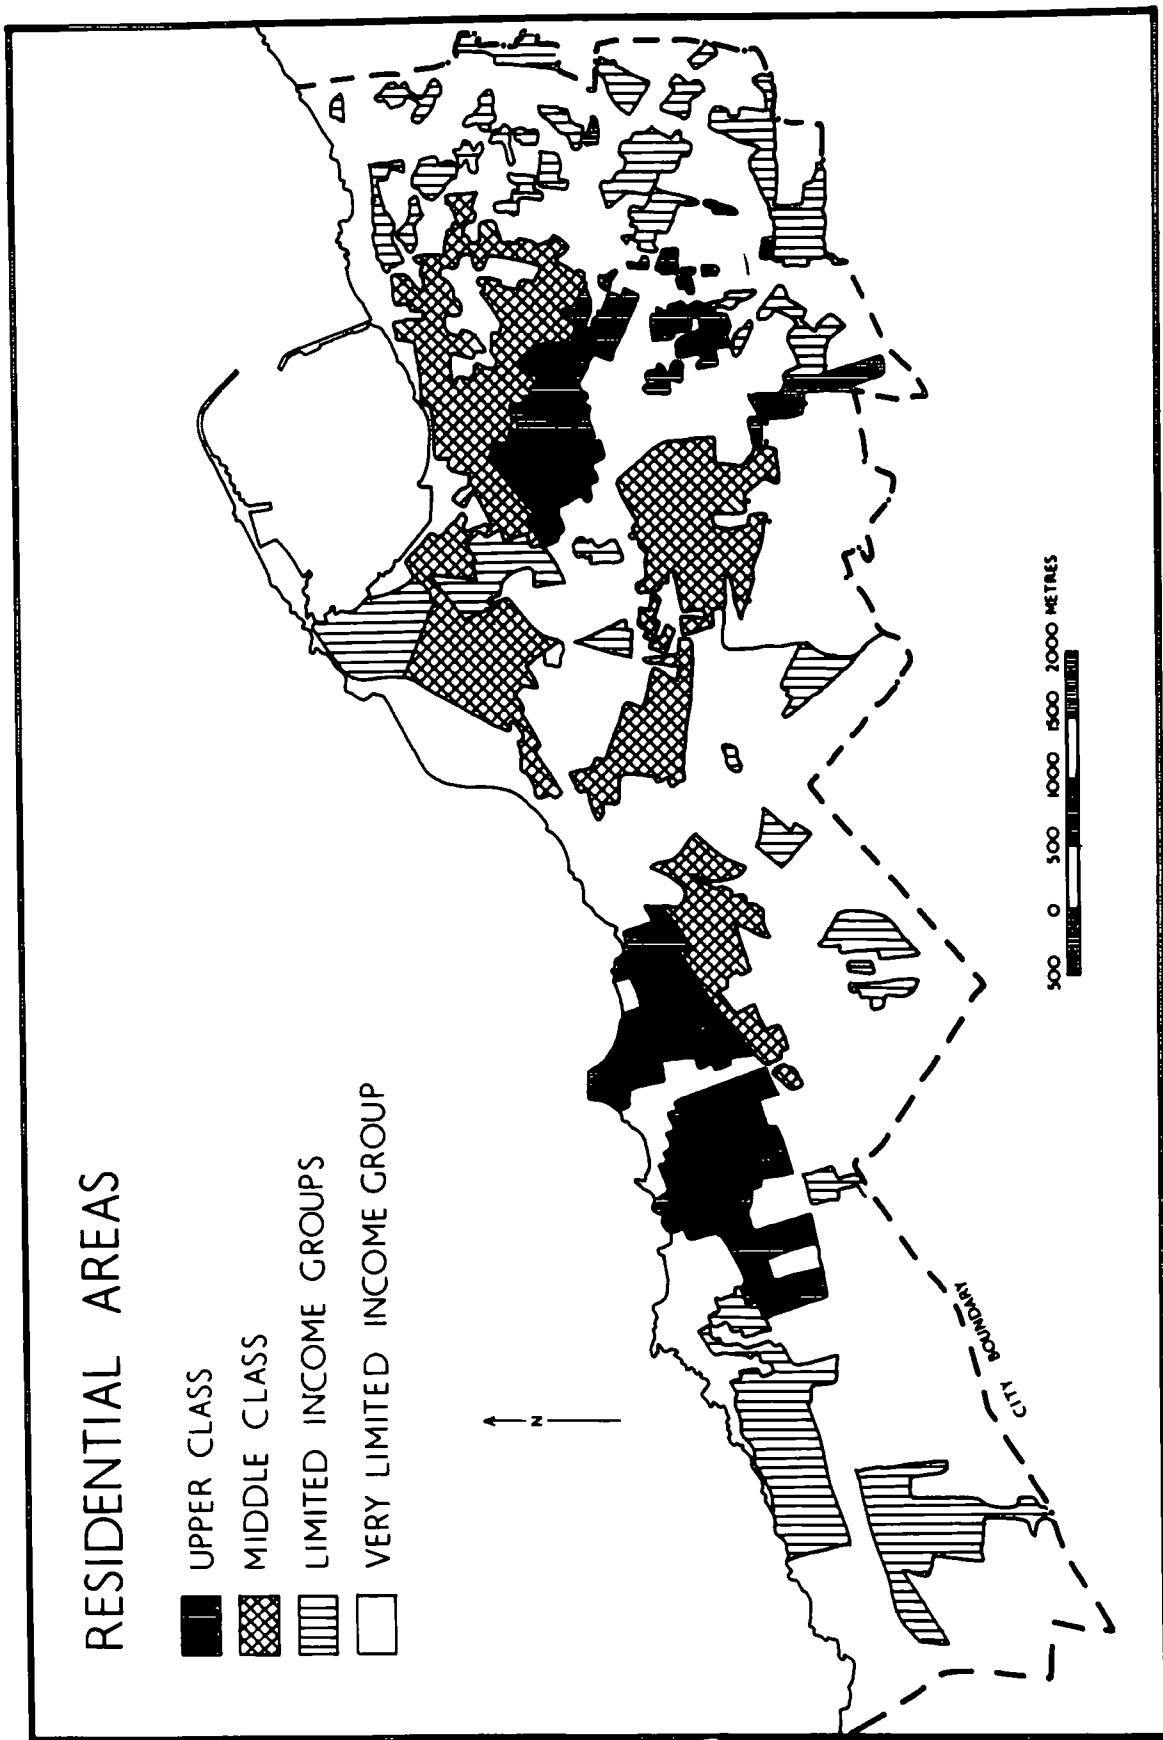 RESIDENTIAL AREAS
UPPER CLASS
MIDDLE CLASS
LIMITED INCOME GROUPS
VERY LIMITED INCOME GROUP
N
CITY BOUNDARY
500 0 500 1000 1500 2000 METRES